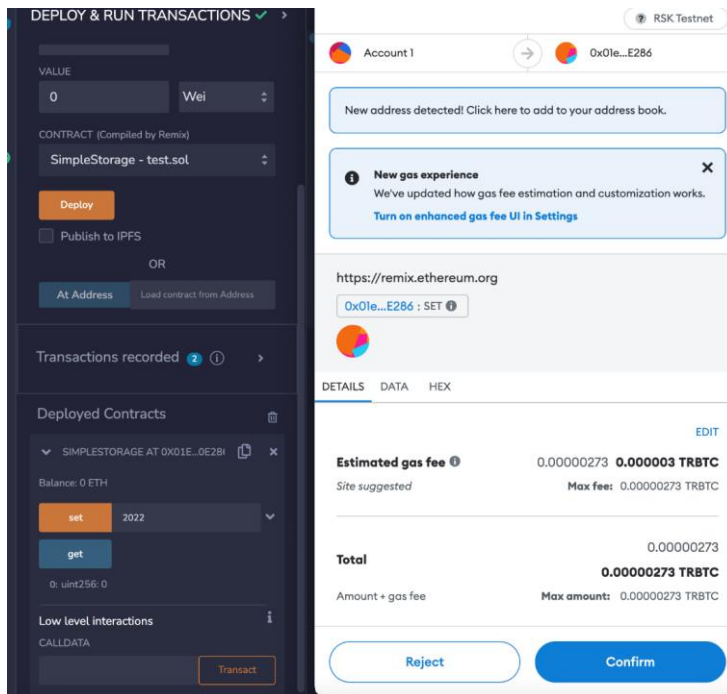 DEPLOY & RUN TRANSACTIONS
VALUE
0 Wei
CONTRACT (Compiled by Remix)
SimpleStorage - test.sol
Deploy
Publish to IPFS
OR
At Address Load contract from Address
Transactions recorded 2 i
Deployed Contracts
SIMPLESTORAGE AT 0X01E...0E28
Balance: 0 ETH
set 2022
get
0: uint256: 0
Low level interactions i
CALLDATA
Transact
? RSK Testnet
Account 1 0x01e...E286
New address detected! Click here to add to your address book.
New gas experience
We've updated how gas fee estimation and customization works.
Turn on enhanced gas fee UI in Settings
https://remix.ethereum.org
0x01e...E286 : SET
DETAILS DATA HEX
EDIT
Estimated gas fee 0.00000273 0.000003 TRBTC
Site suggested Max fee: 0.00000273 TRBTC
Total 0.00000273
0.00000273 TRBTC
Amount + gas fee Max amount: 0.00000273 TRBTC
Reject Confirm